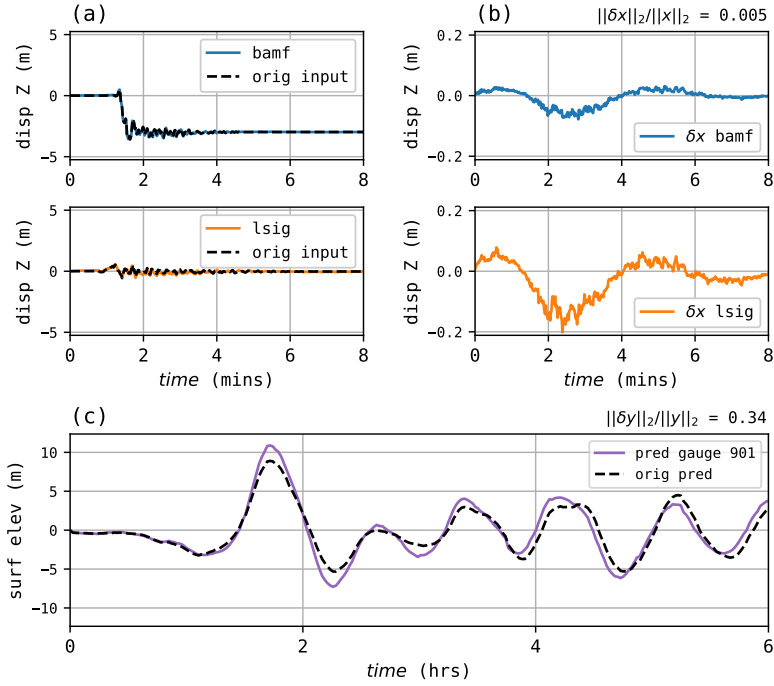 (a)
disp Z (m)
5
0
−5
bamf
orig input
0 2 4 6 8
(b)
||δx||₂/||x||₂ = 0.005
disp Z (m)
0.2
0.0
−0.2
δx bamf
0 2 4 6 8
disp Z (m)
5
0
−5
lsig
orig input
0 2 4 6 8
time (mins)
disp Z (m)
0.2
0.0
−0.2
δx lsig
0 2 4 6 8
time (mins)
(c)
||δy||₂/||y||₂ = 0.34
surf elev (m)
10
5
0
−5
−10
pred gauge 901
orig pred
0 2 4 6
time (hrs)